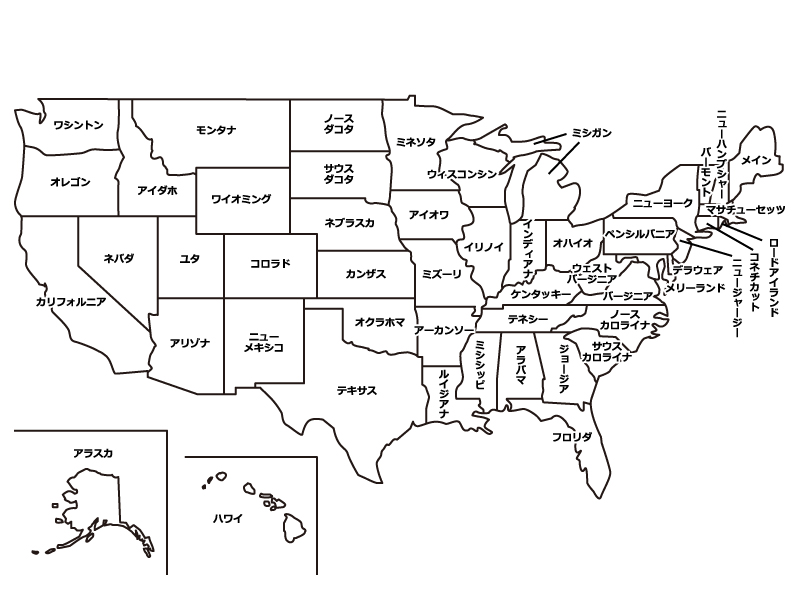 ワシントン
モンタナ
ノース
ダコタ
ミネソタ
ミシガン
ニューハンプシャー
バーモント
メイン
オレゴン
アイダホ
ワイオミング
サウス
ダコタ
ウィスコンシン
ニューヨーク
マサチューセッツ
ネバダ
ユタ
コロラド
ネブラスカ
アイオワ
イリノイ
インディアナ
オハイオ
ペンシルバニア
ロードアイランド
コネチカット
ニュージャージー
カリフォルニア
カンザス
ミズーリ
ケンタッキー
ウェスト
バージニア
バージニア
デラウェア
メリーランド
アリゾナ
ニュー
メキシコ
オクラホマ
アーカンソー
テネシー
ノース
カロライナ
サウス
カロライナ
テキサス
ルイジアナ
ミシシッピ
アラバマ
ジョージア
フロリダ
アラスカ
ハワイ